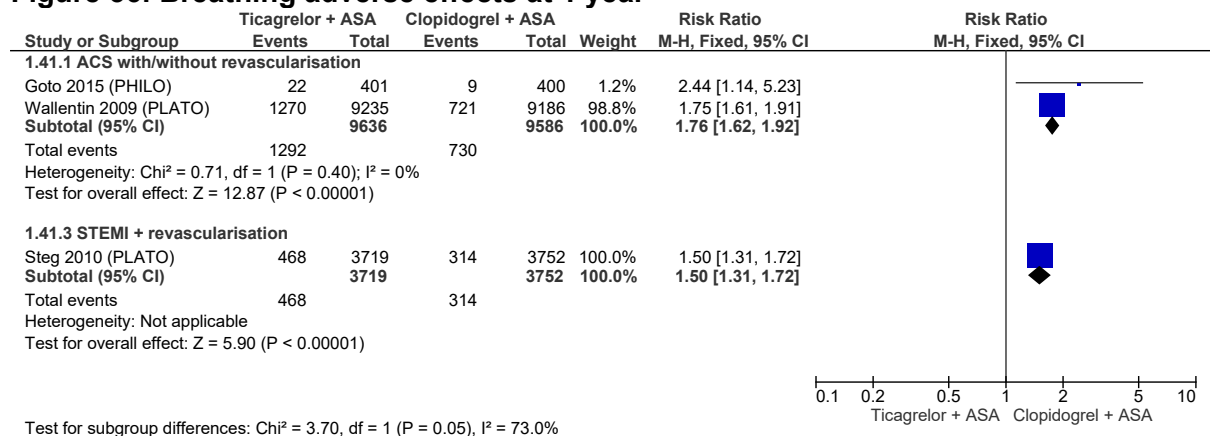 Ticagrelor + ASA Clopidogrel + ASA Risk Ratio Risk Ratio
Study or Subgroup Events Total Events Total Weight M-H, Fixed, 95% CI M-H, Fixed, 95% CI
1.41.1 ACS with/without revascularisation
Goto 2015 (PHILO) 22 401 9 400 1.2% 2.44 [1.14, 5.23]
Wallentin 2009 (PLATO) 1270 9235 721 9186 98.8% 1.75 [1.61, 1.91]
Subtotal (95% CI) 9636 9586 100.0% 1.76 [1.62, 1.92]
Total events 1292 730
Heterogeneity: Chi² = 0.71, df = 1 (P = 0.40); I² = 0%
Test for overall effect: Z = 12.87 (P < 0.00001)
1.41.3 STEMI + revascularisation
Steg 2010 (PLATO) 468 3719 314 3752 100.0% 1.50 [1.31, 1.72]
Subtotal (95% CI) 3719 3752 100.0% 1.50 [1.31, 1.72]
Total events 468 314
Heterogeneity: Not applicable
Test for overall effect: Z = 5.90 (P < 0.00001)
0.1 0.2 0.5 1 2 5 10
Ticagrelor + ASA Clopidogrel + ASA
Test for subgroup differences: Chi² = 3.70, df = 1 (P = 0.05), I² = 73.0%